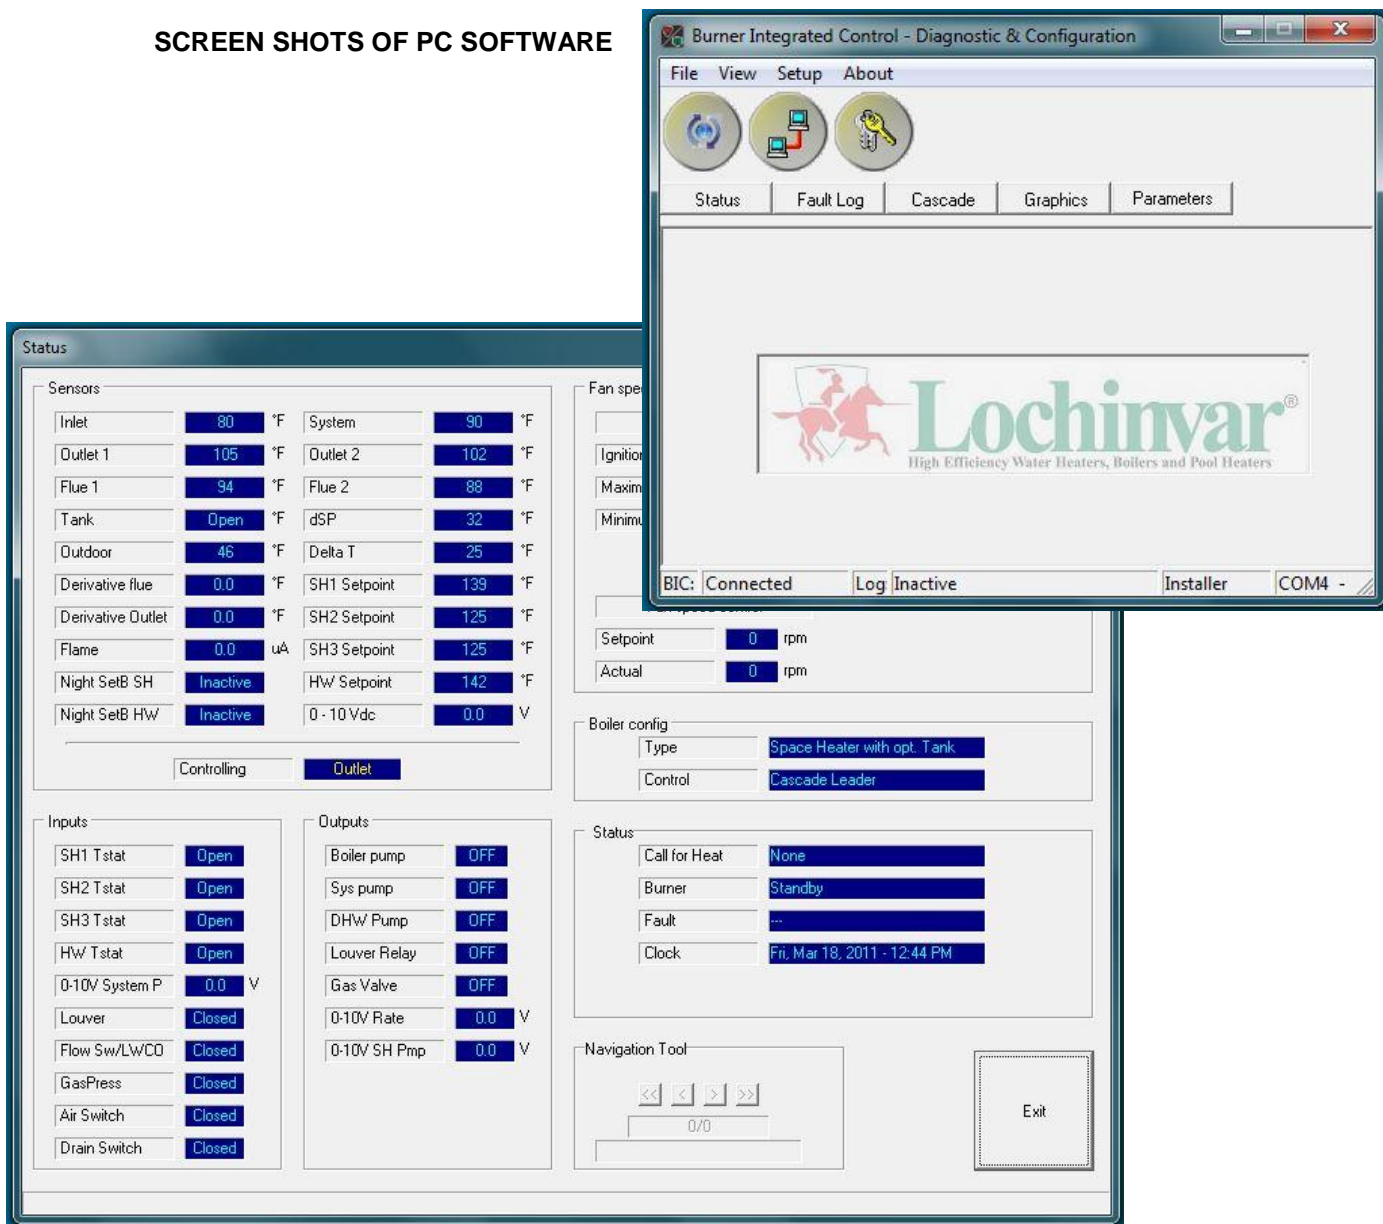 SCREEN SHOTS OF PC SOFTWARE
Burner Integrated Control - Diagnostic & Configuration
File View Setup About
Status Fault Log Cascade Graphics Parameters
Lochinvar®
High Efficiency Water Heaters, Boilers and Pool Heaters
BIC: Connected Log Inactive Installer COM4 -
Status
Sensors
Inlet 80 °F System 90 °F
Outlet 1 105 °F Outlet 2 102 °F
Flue 1 94 °F Flue 2 88 °F
Tank Open °F dSP 32 °F
Outdoor 46 °F Delta T 25 °F
Derivative flue 0.0 °F SH1 Setpoint 139 °F
Derivative Outlet 0.0 °F SH2 Setpoint 125 °F
Flame 0.0 uA SH3 Setpoint 125 °F
Night SetB SH Inactive HW Setpoint 142 °F
Night SetB HW Inactive 0 - 10 Vdc 0.0 V
Controlling Outlet
Fan spe
Ignition
Maxim
Minimu
Setpoint 0 rpm
Actual 0 rpm
Boiler config
Type Space Heater with opt. Tank
Control Cascade Leader
Inputs
SH1 Tstat Open
SH2 Tstat Open
SH3 Tstat Open
HW Tstat Open
0-10V System P 0.0 V
Louver Closed
Flow Sw/LWCO Closed
GasPress Closed
Air Switch Closed
Drain Switch Closed
Outputs
Boiler pump OFF
Sys pump OFF
DHW Pump OFF
Louver Relay OFF
Gas Valve OFF
0-10V Rate 0.0 V
0-10V SH Pmp 0.0 V
Status
Call for Heat None
Burner Standby
Fault ---
Clock Fri, Mar 18, 2011 - 12:44 PM
Navigation Tool
<< < > >>
0/0
Exit